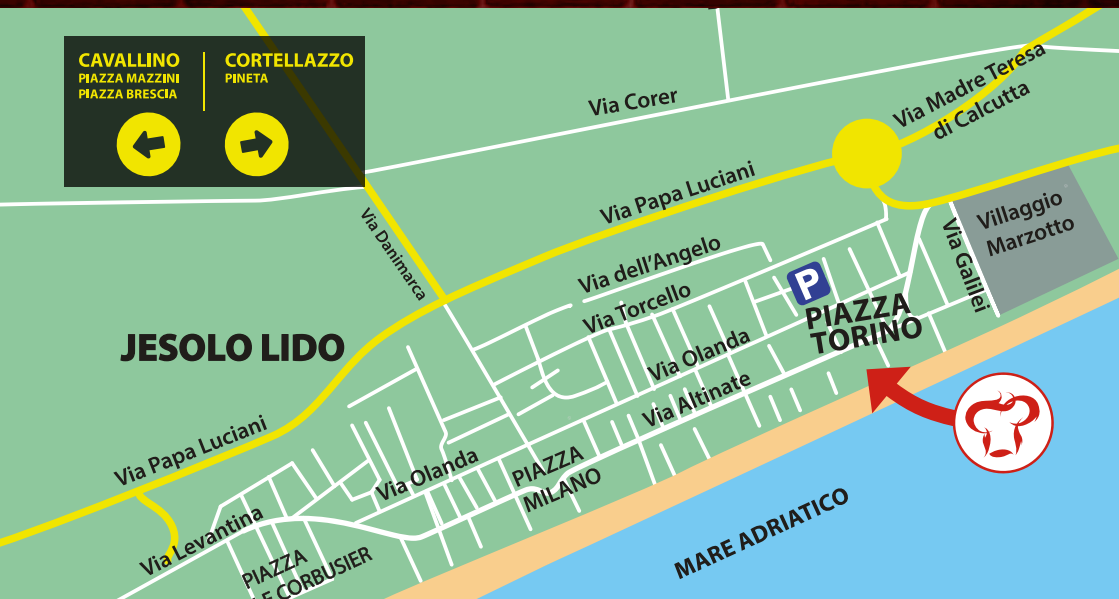 CAVALLINO
PIAZZA MAZZINI
PIAZZA BRESCIA
CORTELLAZZO
PINETA
Via Corer
Via Madre Teresa
di Calcutta
Via Papa Luciani
Via Danimarca
Via dell'Angelo
Via Torcello
Villaggio
Marzotto
Via Galilei
P
PIAZZA
TORINO
JESOLO LIDO
Via Olanda
Via Altinate
Via Papa Luciani
Via Olanda
PIAZZA
MILANO
Via Levantina
PIAZZA
LE CORBUSIER
MARE ADRIATICO